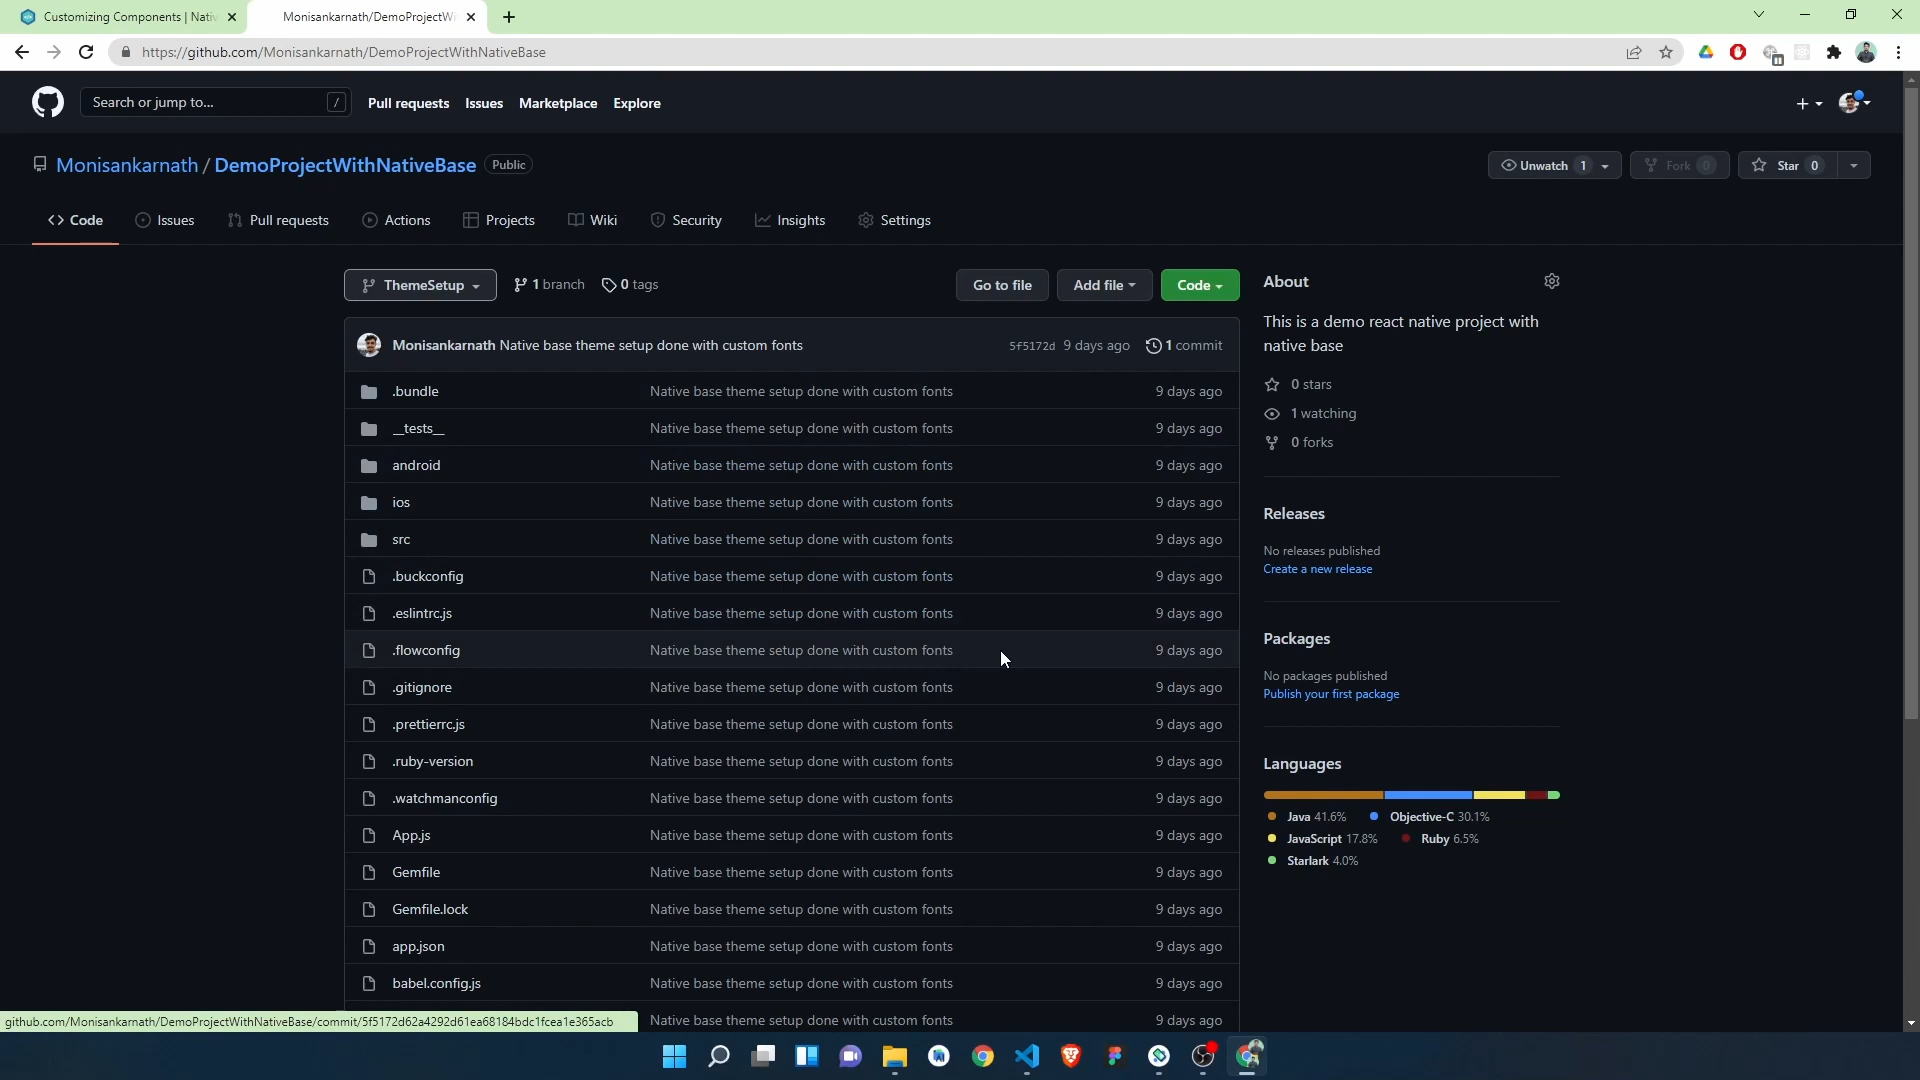 Customizing Components | Nativ
Monisankarnath/DemoProjectWi
https://github.com/Monisankarnath/DemoProjectWithNativeBase
Search or jump to... /
Pull requests Issues Marketplace Explore
Monisankarnath / DemoProjectWithNativeBase Public
Unwatch 1 Fork 0 Star 0
Code Issues Pull requests Actions Projects Wiki Security Insights Settings
ThemeSetup 1 branch 0 tags Go to file Add file Code
Monisankarnath Native base theme setup done with custom fonts 5f5172d 9 days ago 1 commit
.bundle Native base theme setup done with custom fonts 9 days ago
__tests__ Native base theme setup done with custom fonts 9 days ago
android Native base theme setup done with custom fonts 9 days ago
ios Native base theme setup done with custom fonts 9 days ago
src Native base theme setup done with custom fonts 9 days ago
.buckconfig Native base theme setup done with custom fonts 9 days ago
.eslintrc.js Native base theme setup done with custom fonts 9 days ago
.flowconfig Native base theme setup done with custom fonts 9 days ago
.gitignore Native base theme setup done with custom fonts 9 days ago
.prettierrc.js Native base theme setup done with custom fonts 9 days ago
.ruby-version Native base theme setup done with custom fonts 9 days ago
.watchmanconfig Native base theme setup done with custom fonts 9 days ago
App.js Native base theme setup done with custom fonts 9 days ago
Gemfile Native base theme setup done with custom fonts 9 days ago
Gemfile.lock Native base theme setup done with custom fonts 9 days ago
app.json Native base theme setup done with custom fonts 9 days ago
babel.config.js Native base theme setup done with custom fonts 9 days ago
Native base theme setup done with custom fonts 9 days ago
About
This is a demo react native project with
native base
0 stars
1 watching
0 forks
Releases
No releases published
Create a new release
Packages
No packages published
Publish your first package
Languages
Java 41.6% Objective-C 30.1%
JavaScript 17.8% Ruby 6.5%
Starlark 4.0%
github.com/Monisankarnath/DemoProjectWithNativeBase/commit/5f5172d62a4292d61ea68184bdc1fcea1e365acb